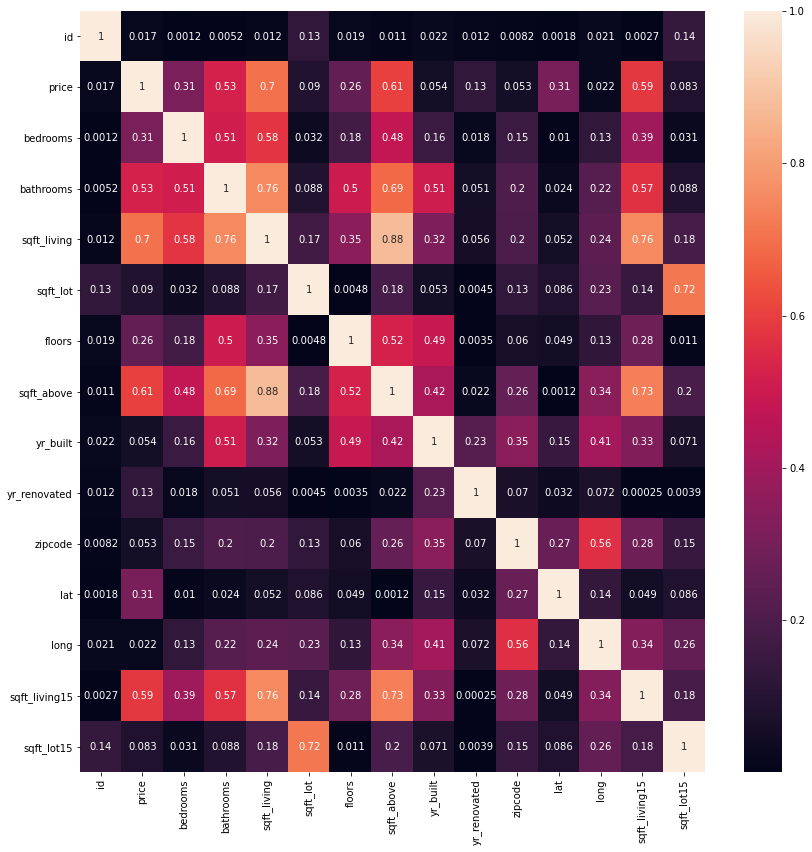 id 1 0.017 0.0012 0.0052 0.012 0.13 0.019 0.011 0.022 0.012 0.0082 0.0018 0.021 0.0027 0.14
price 0.017 1 0.31 0.53 0.7 0.09 0.26 0.61 0.054 0.13 0.053 0.31 0.022 0.59 0.083
bedrooms 0.0012 0.31 1 0.51 0.58 0.032 0.18 0.48 0.16 0.018 0.15 0.01 0.13 0.39 0.031
bathrooms 0.0052 0.53 0.51 1 0.76 0.088 0.5 0.69 0.51 0.051 0.2 0.024 0.22 0.57 0.088
sqft_living 0.012 0.7 0.58 0.76 1 0.17 0.35 0.88 0.32 0.056 0.2 0.052 0.24 0.76 0.18
sqft_lot 0.13 0.09 0.032 0.088 0.17 1 0.0048 0.18 0.053 0.0045 0.13 0.086 0.23 0.14 0.72
floors 0.019 0.26 0.18 0.5 0.35 0.0048 1 0.52 0.49 0.0035 0.06 0.049 0.13 0.28 0.011
sqft_above 0.011 0.61 0.48 0.69 0.88 0.18 0.52 1 0.42 0.022 0.26 0.0012 0.34 0.73 0.2
yr_built 0.022 0.054 0.16 0.51 0.32 0.053 0.49 0.42 1 0.23 0.35 0.15 0.41 0.33 0.071
yr_renovated 0.012 0.13 0.018 0.051 0.056 0.0045 0.0035 0.022 0.23 1 0.07 0.032 0.072 0.00025 0.0039
zipcode 0.0082 0.053 0.15 0.2 0.2 0.13 0.06 0.26 0.35 0.07 1 0.27 0.56 0.28 0.15
lat 0.0018 0.31 0.01 0.024 0.052 0.086 0.049 0.0012 0.15 0.032 0.27 1 0.14 0.049 0.086
long 0.021 0.022 0.13 0.22 0.24 0.23 0.13 0.34 0.41 0.072 0.56 0.14 1 0.34 0.26
sqft_living15 0.0027 0.59 0.39 0.57 0.76 0.14 0.28 0.73 0.33 0.00025 0.28 0.049 0.34 1 0.18
sqft_lot15 0.14 0.083 0.031 0.088 0.18 0.72 0.011 0.2 0.071 0.0039 0.15 0.086 0.26 0.18 1
id price bedrooms bathrooms sqft_living sqft_lot floors sqft_above yr_built yr_renovated zipcode lat long sqft_living15 sqft_lot15
1.0
0.8
0.6
0.4
0.2